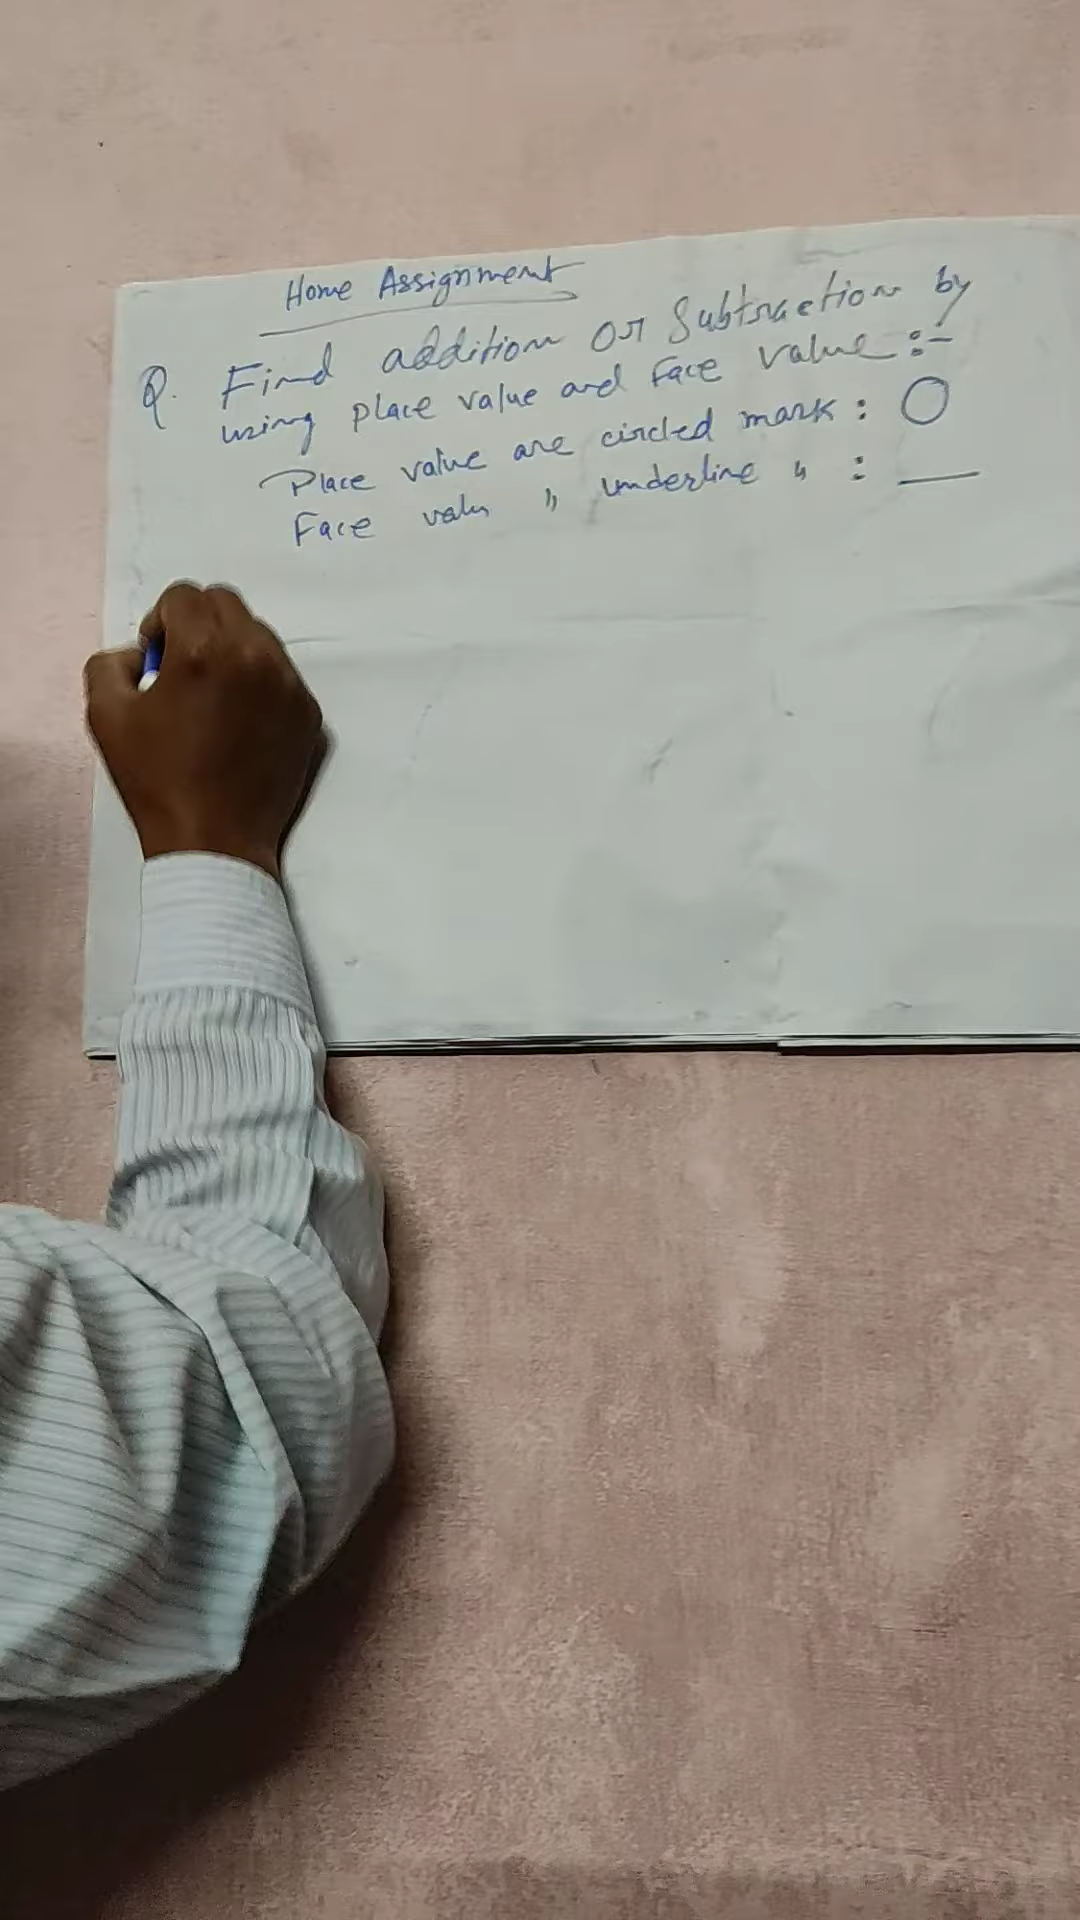 Home Assignment
Q. Find addition or Subtraction by
using place value and Face value :-
Place value are circled mark :
Face valu " underline " :